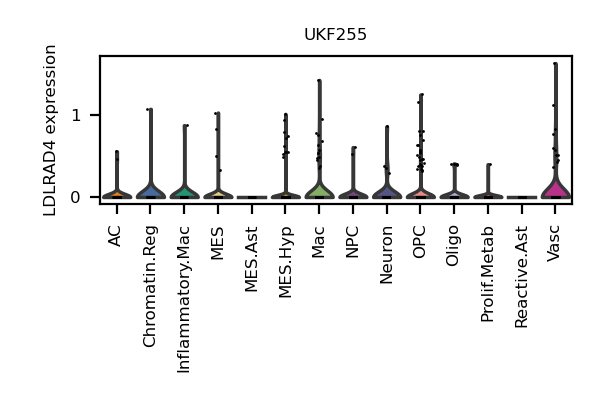 UKF255
LDLRAD4 expression
1
0
AC
Chromatin.Reg
Inflammatory.Mac
MES
MES.Ast
MES.Hyp
Mac
NPC
Neuron
OPC
Oligo
Prolif.Metab
Reactive.Ast
Vasc